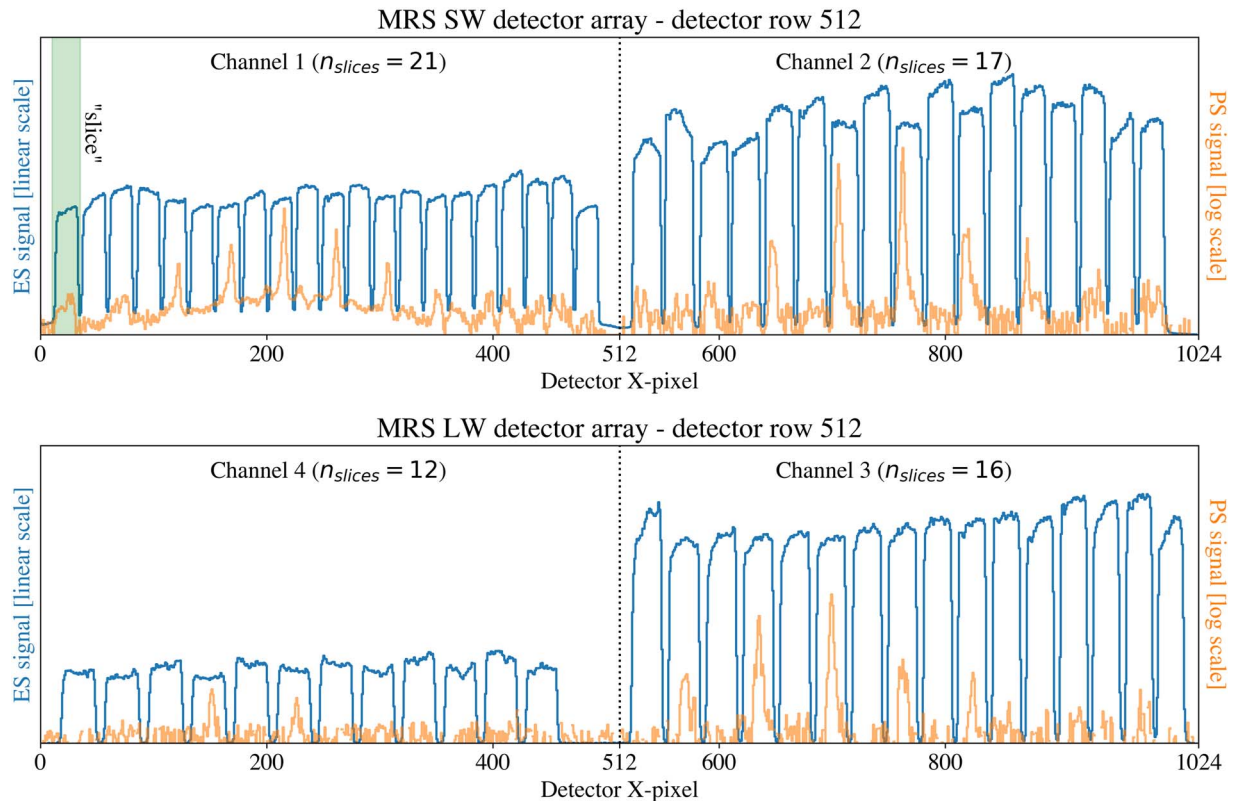 MRS SW detector array - detector row 512
Channel 1 (n_slices = 21)
Channel 2 (n_slices = 17)
"slice"
ES signal [linear scale]
PS signal [log scale]
0 200 400 512 600 800 1024
Detector X-pixel
MRS LW detector array - detector row 512
Channel 4 (n_slices = 12)
Channel 3 (n_slices = 16)
ES signal [linear scale]
PS signal [log scale]
0 200 400 512 600 800 1024
Detector X-pixel